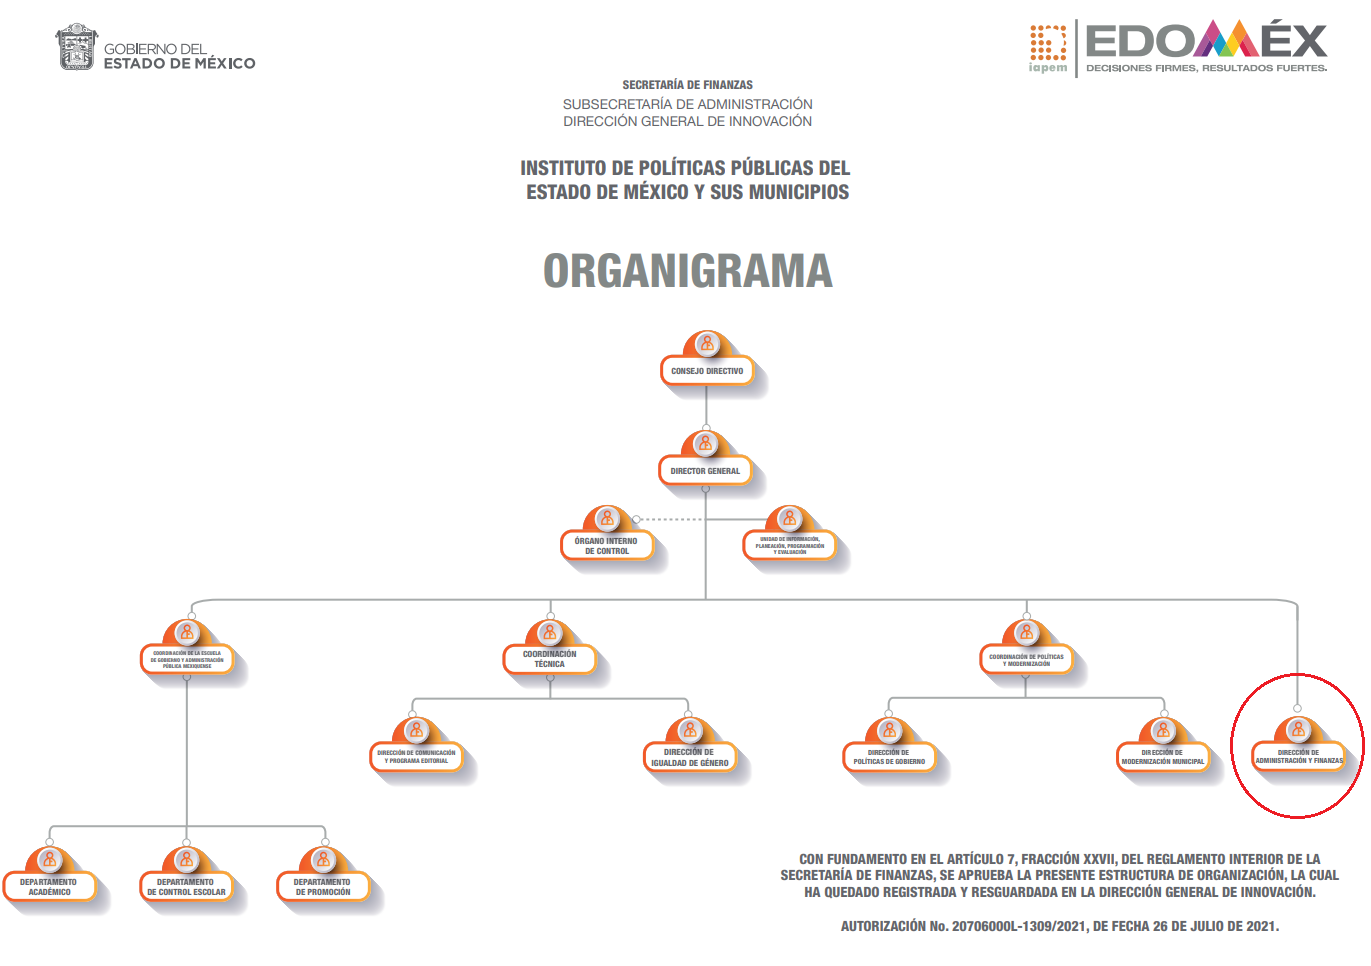 GOBIERNO DEL
ESTADO DE MÉXICO
iapem
EDOMÉX
DECISIONES FIRMES, RESULTADOS FUERTES.
SECRETARÍA DE FINANZAS
SUBSECRETARÍA DE ADMINISTRACIÓN
DIRECCIÓN GENERAL DE INNOVACIÓN
INSTITUTO DE POLÍTICAS PÚBLICAS DEL
ESTADO DE MÉXICO Y SUS MUNICIPIOS
ORGANIGRAMA
CONSEJO DIRECTIVO
DIRECTOR GENERAL
ÓRGANO INTERNO
DE CONTROL
UNIDAD DE INFORMACIÓN,
PLANEACIÓN, PROGRAMACIÓN
Y EVALUACIÓN
COORDINACIÓN DE LA ESCUELA
DE GOBIERNO Y ADMINISTRACIÓN
PÚBLICA MEXIQUENSE
COORDINACIÓN
TÉCNICA
COORDINACIÓN DE POLÍTICAS
Y MODERNIZACIÓN
DIRECCIÓN DE COMUNICACIÓN
Y PROGRAMA EDITORIAL
DIRECCIÓN DE
IGUALDAD DE GÉNERO
DIRECCIÓN DE
POLÍTICAS DE GOBIERNO
DIRECCIÓN DE
MODERNIZACIÓN MUNICIPAL
DIRECCIÓN DE
ADMINISTRACIÓN Y FINANZAS
DEPARTAMENTO
ACADÉMICO
DEPARTAMENTO
DE CONTROL ESCOLAR
DEPARTAMENTO
DE PROMOCIÓN
CON FUNDAMENTO EN EL ARTÍCULO 7, FRACCIÓN XXVII, DEL REGLAMENTO INTERIOR DE LA
SECRETARÍA DE FINANZAS, SE APRUEBA LA PRESENTE ESTRUCTURA DE ORGANIZACIÓN, LA CUAL
HA QUEDADO REGISTRADA Y RESGUARDADA EN LA DIRECCIÓN GENERAL DE INNOVACIÓN.
AUTORIZACIÓN No. 20706000L-1309/2021, DE FECHA 26 DE JULIO DE 2021.